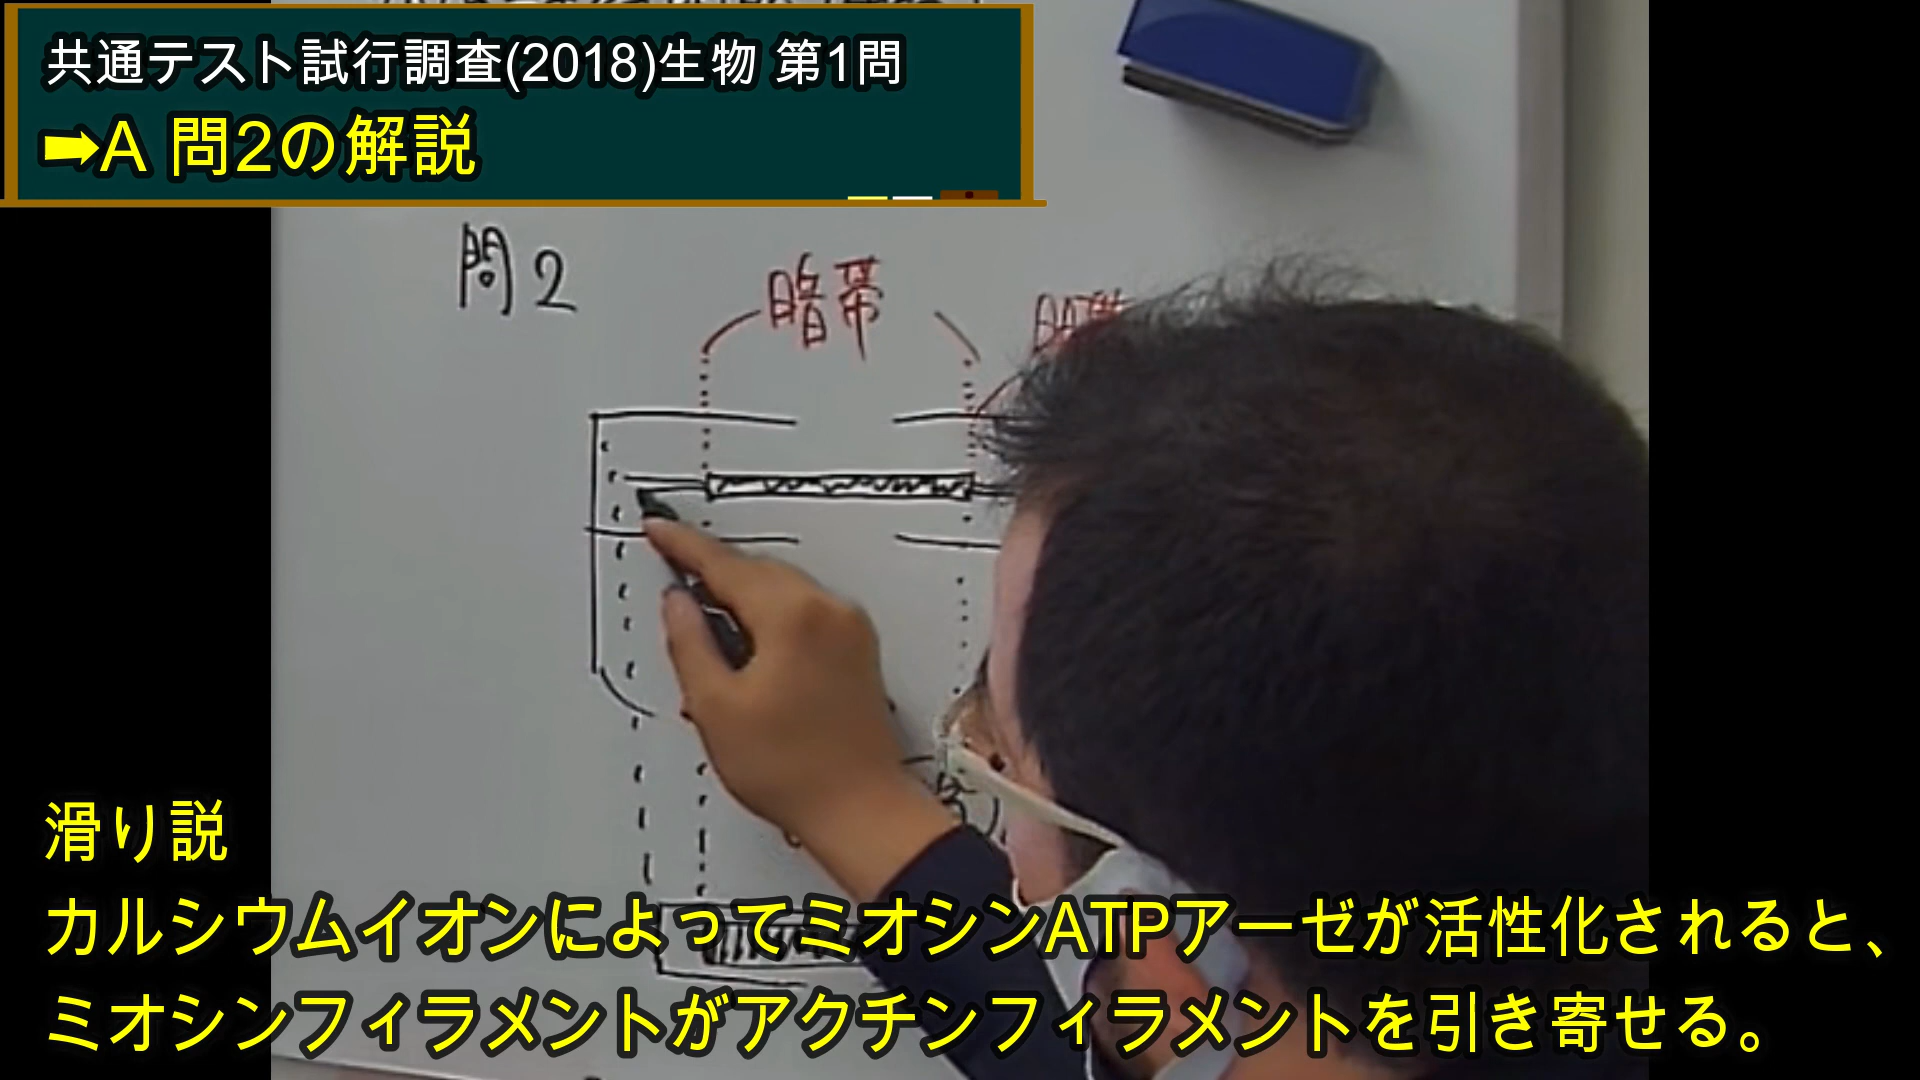 共通テスト試行調査(2018)生物 第1問
➡A 問2の解説
問2
暗帯
滑り説
カルシウムイオンによってミオシンATPアーゼが活性化されると、
ミオシンフィラメントがアクチンフィラメントを引き寄せる。